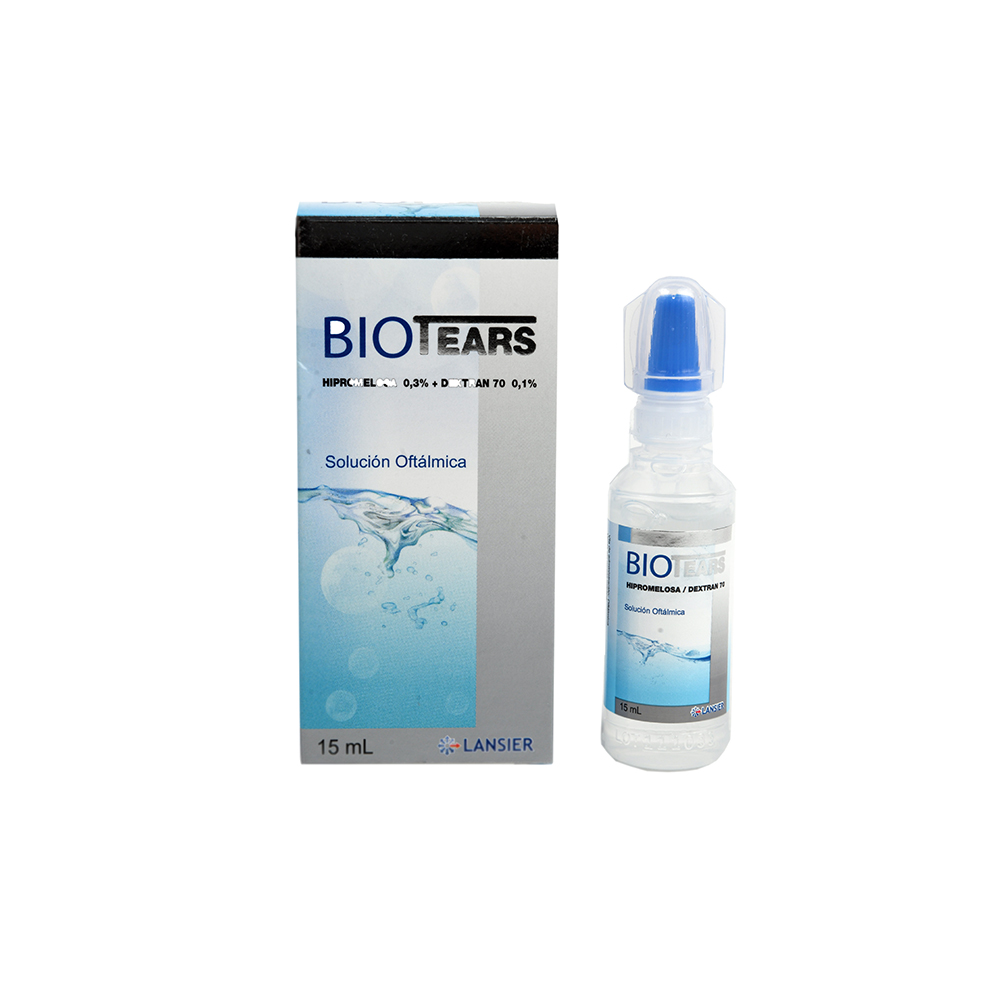 BIOTEARS
HIPROMELOSA 0,3% + DEXTRAN 70 0,1%
Solución Oftálmica
15 mL
LANSIER
BIOTEARS
HIPROMELOSA / DEXTRAN 70
Solución Oftálmica
15 mL
LANSIER